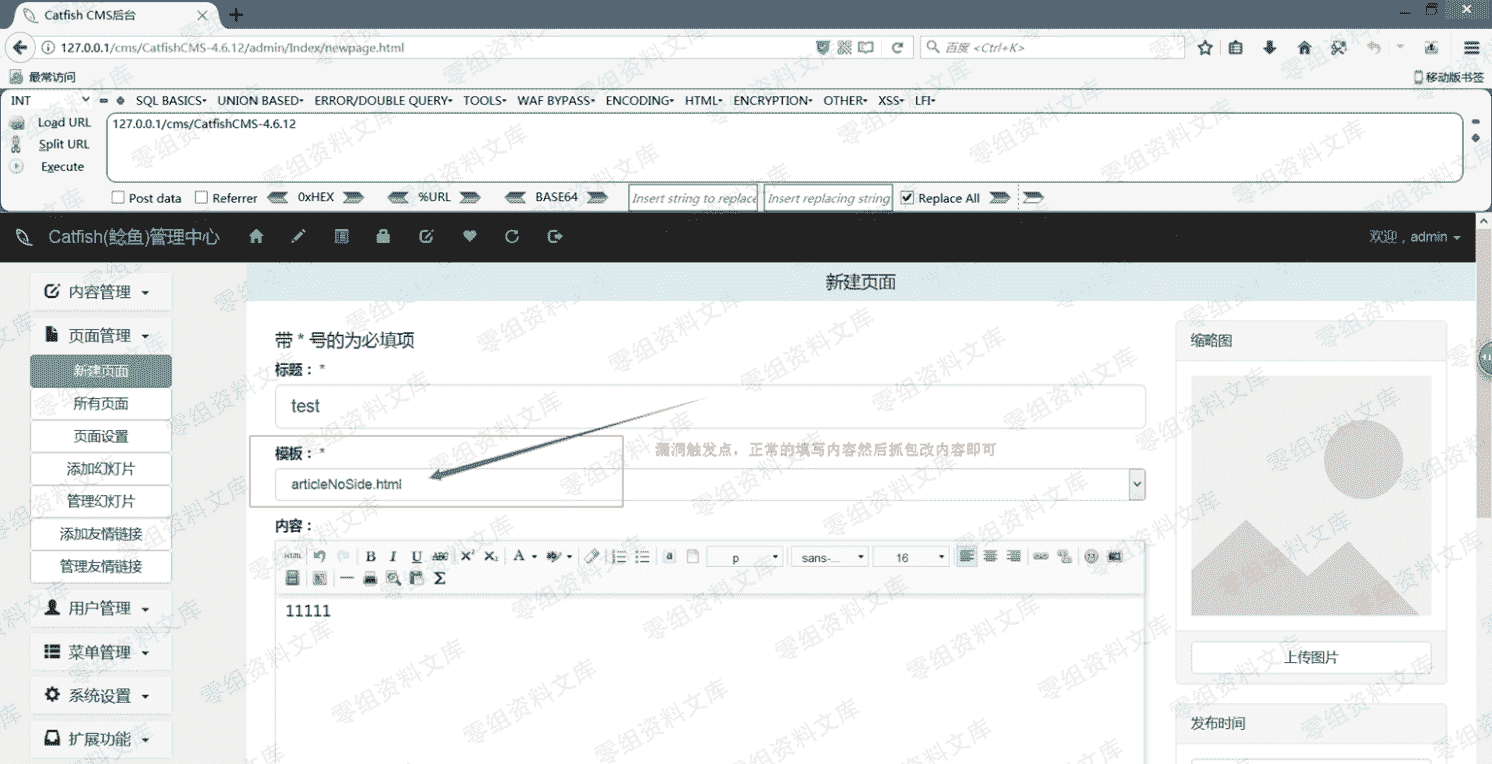 Catfish CMS后台
127.0.0.1/cms/CatfishCMS-4.6.12/admin/Index/newpage.html
百度 <Ctrl+K>
最常访问
移动版书签
INT
SQL BASICS
UNION BASED
ERROR/DOUBLE QUERY
TOOLS
WAF BYPASS
ENCODING
HTML
ENCRYPTION
OTHER
XSS
LFI
Load URL
127.0.0.1/cms/CatfishCMS-4.6.12
Split URL
Execute
Post data
Referrer
0xHEX
%URL
BASE64
Insert string to replace
Insert replacing string
Replace All
Catfish(鲶鱼)管理中心
欢迎，admin
内容管理
页面管理
新建页面
所有页面
页面设置
添加幻灯片
管理幻灯片
添加友情链接
管理友情链接
用户管理
菜单管理
系统设置
扩展功能
新建页面
带 * 号的为必填项
标题： *
test
模板： *
articleNoSide.html
漏洞触发点，正常的填写内容然后抓包改内容即可
内容：
HTML
B
I
U
ABC
X²
X₂
A
ab
a
p
sans-...
16
Σ
11111
缩略图
上传图片
发布时间
零组资料文库